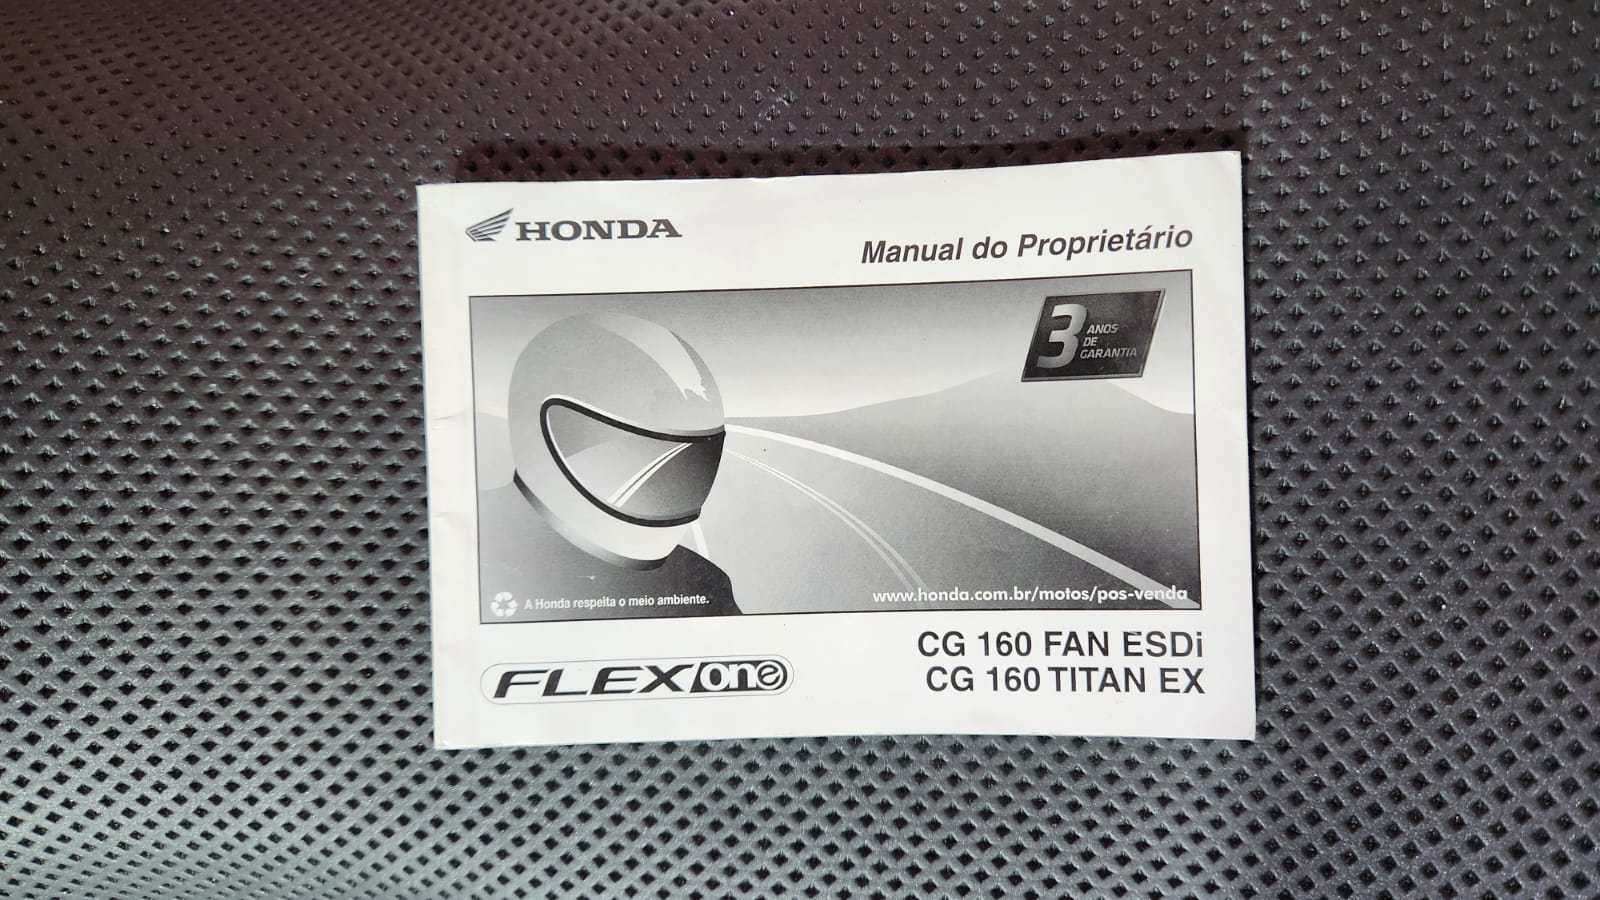 HONDA
Manual do Proprietário
3 ANOS
DE
GARANTIA
www.honda.com.br/motos/pos-venda
A Honda respeita o meio ambiente.
FLEXone
CG 160 FAN ESDi
CG 160 TITAN EX